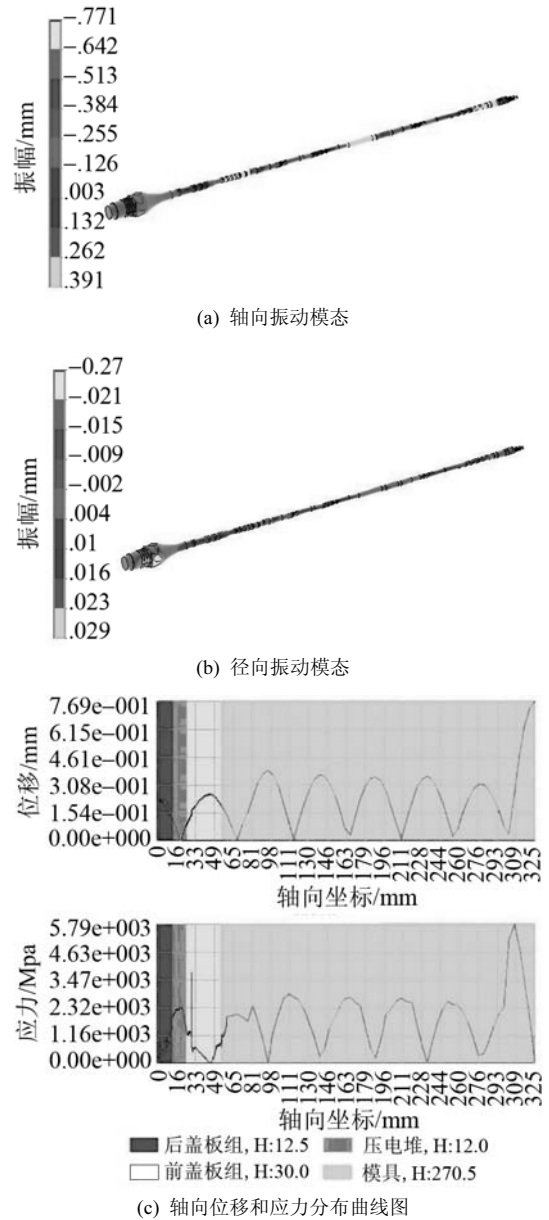 -.771
-.642
-.513
-.384
-.255
-.126
.003
.132
.262
.391
振幅/mm
(a) 轴向振动模态
-0.27
-.021
-.015
-.009
-.002
.004
.01
.016
.023
.029
振幅/mm
(b) 径向振动模态
7.69e-001
6.15e-001
4.61e-001
3.08e-001
1.54e-001
0.00e+000
位移/mm
0 16 33 49 65 81 98 111 130 146 163 179 196 211 228 244 260 276 293 309 325
轴向坐标/mm
5.79e+003
4.63e+003
3.47e+003
2.32e+003
1.16e+003
0.00e+000
应力/Mpa
0 16 33 49 65 81 98 111 130 146 163 179 196 211 228 244 260 276 293 309 325
轴向坐标/mm
后盖板组, H:12.5 压电堆, H:12.0
前盖板组, H:30.0 模具, H:270.5
(c) 轴向位移和应力分布曲线图